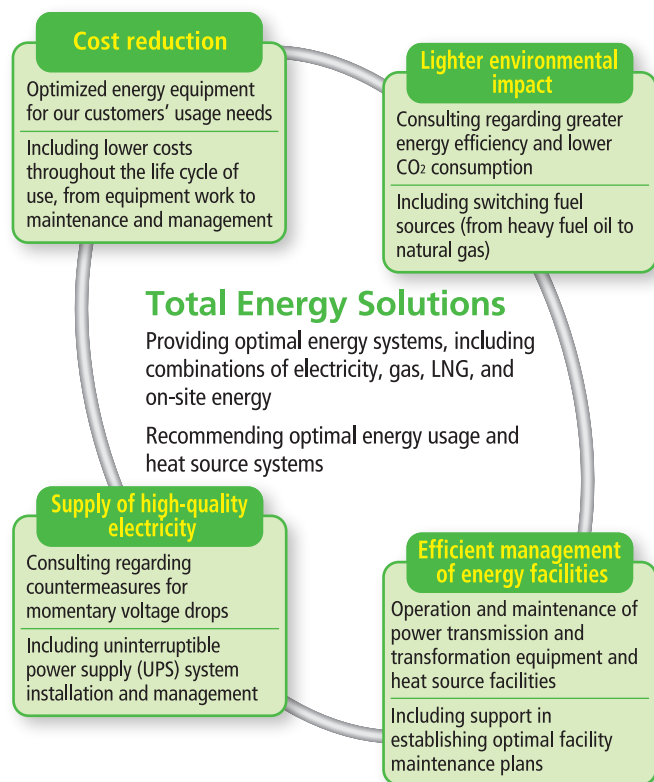 Cost reduction
Optimized energy equipment
for our customers' usage needs
Including lower costs
throughout the life cycle of
use, from equipment work to
maintenance and management
Lighter environmental
impact
Consulting regarding greater
energy efficiency and lower
CO2 consumption
Including switching fuel
sources (from heavy fuel oil to
natural gas)
Total Energy Solutions
Providing optimal energy systems, including
combinations of electricity, gas, LNG, and
on-site energy
Recommending optimal energy usage and
heat source systems
Supply of high-quality
electricity
Consulting regarding
countermeasures for
momentary voltage drops
Including uninterruptible
power supply (UPS) system
installation and management
Efficient management
of energy facilities
Operation and maintenance of
power transmission and
transformation equipment and
heat source facilities
Including support in
establishing optimal facility
maintenance plans